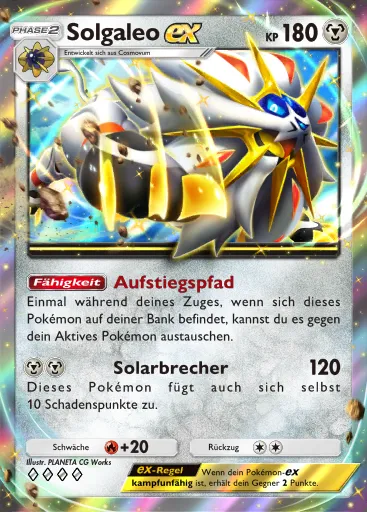 PHASE 2 Solgaleo ex KP 180
Entwickelt sich aus Cosmovum
Fähigkeit Aufstiegspfad
Einmal während deines Zuges, wenn sich dieses
Pokémon auf deiner Bank befindet, kannst du es gegen
dein Aktives Pokémon austauschen.
Solarbrecher 120
Dieses Pokémon fügt auch sich selbst
10 Schadenspunkte zu.
Schwäche +20 Rückzug
Illustr. PLANETA CG Works
ex-Regel Wenn dein Pokémon-ex
kampfunfähig ist, erhält dein Gegner 2 Punkte.